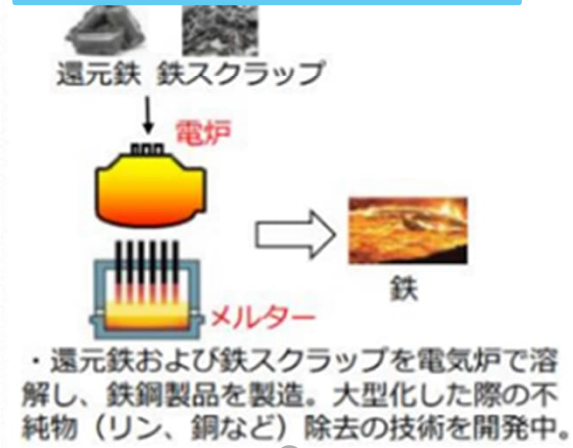 還元鉄 鉄スクラップ
電炉
鉄
メルター
・還元鉄および鉄スクラップを電気炉で溶
解し、鉄鋼製品を製造。大型化した際の不
純物（リン、銅など）除去の技術を開発中。